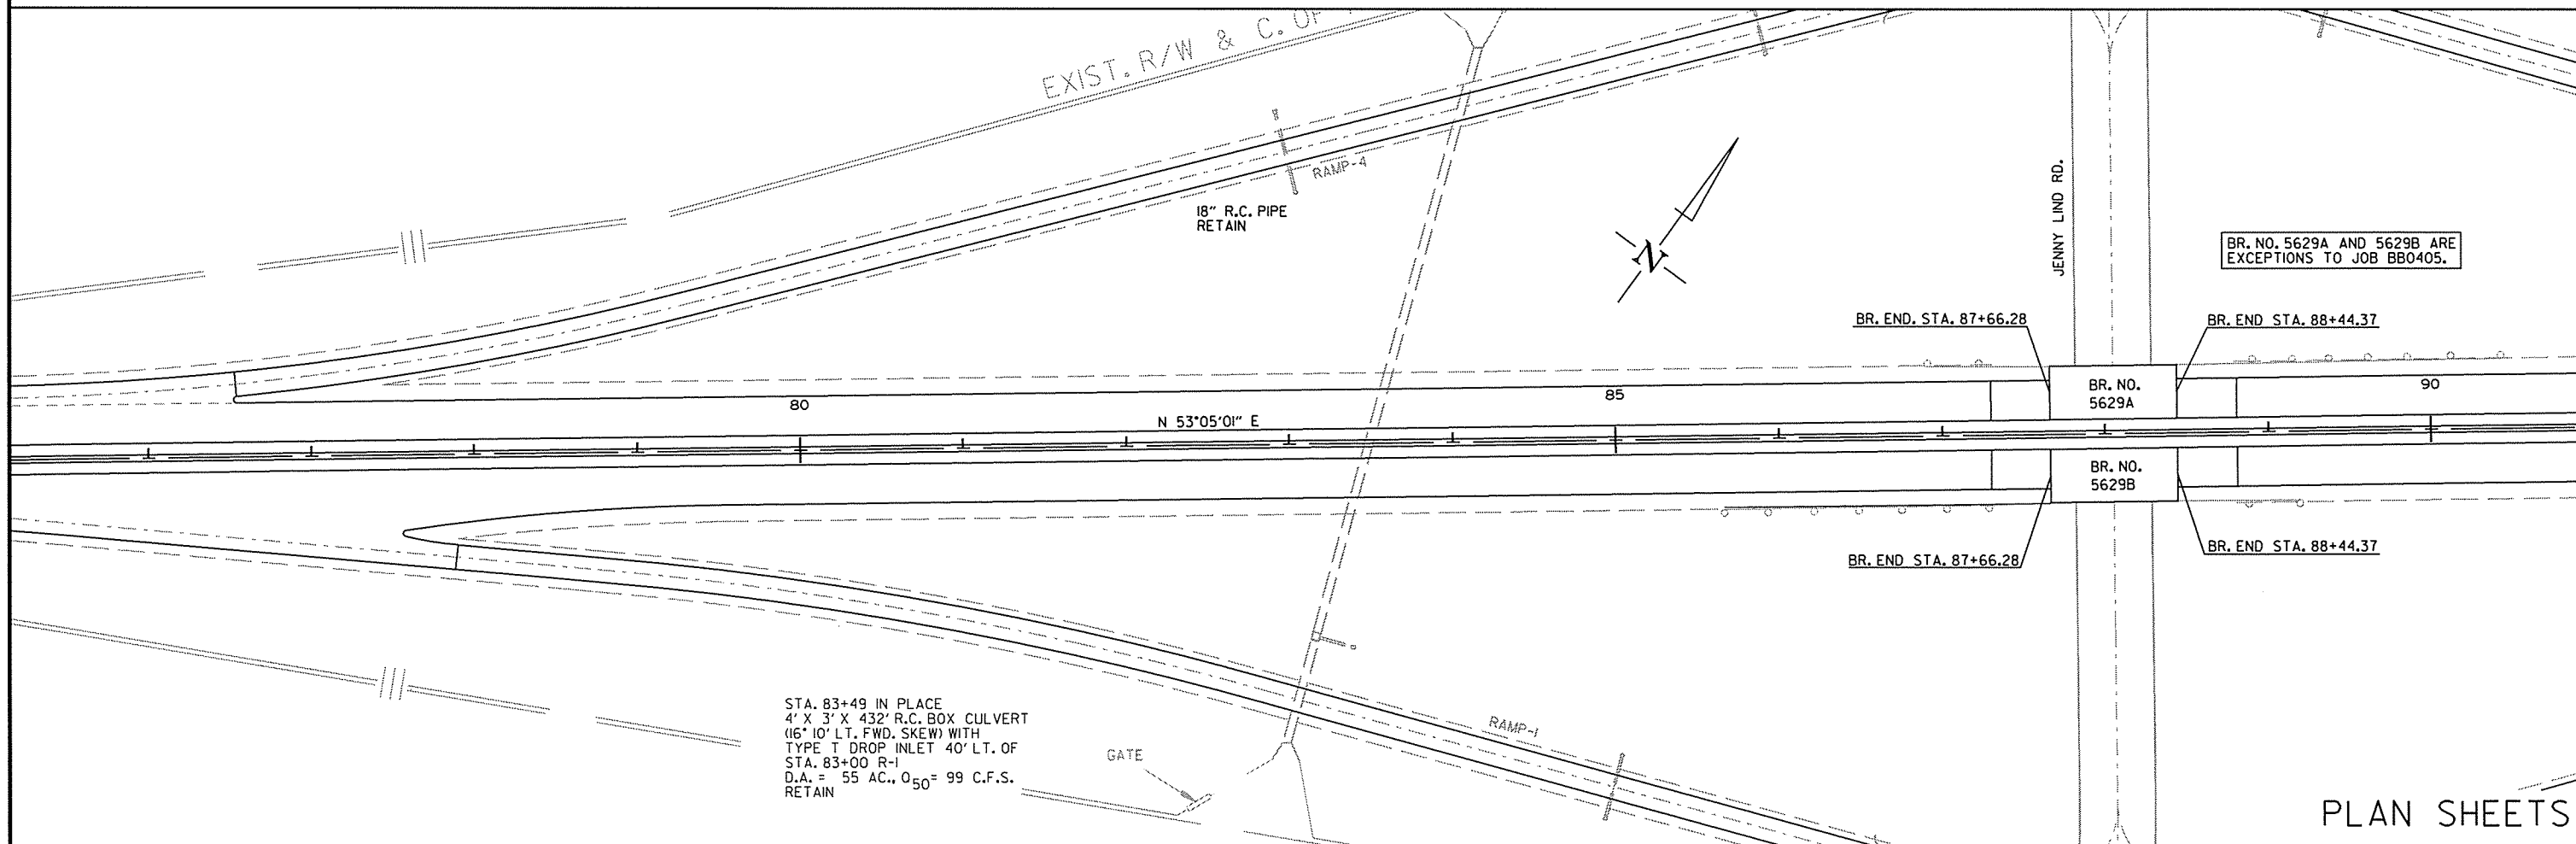 EXIST. R/W & C. OF
RAMP-4
18" R.C. PIPE
RETAIN
N
JENNY LIND RD.
BR. NO. 5629A AND 5629B ARE
EXCEPTIONS TO JOB BB0405.
BR. END. STA. 87+66.28
BR. END STA. 88+44.37
80
85
90
BR. NO.
5629A
N 53°05'01" E
BR. NO.
5629B
BR. END STA. 87+66.28
BR. END STA. 88+44.37
STA. 83+49 IN PLACE
4' X 3' X 432' R.C. BOX CULVERT
(16° 10' LT. FWD. SKEW) WITH
TYPE T DROP INLET 40' LT. OF
STA. 83+00 R-1
D.A. = 55 AC., Q50= 99 C.F.S.
RETAIN
GATE
RAMP-1
PLAN SHEETS